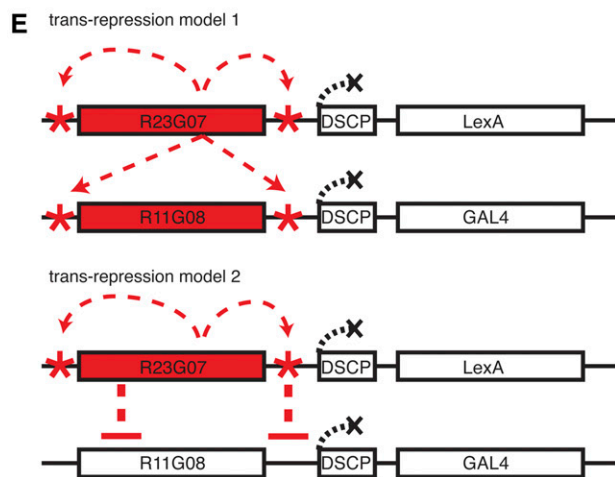 E
trans-repression model 1
R23G07 DSCP LexA
R11G08 DSCP GAL4
trans-repression model 2
R23G07 DSCP LexA
R11G08 DSCP GAL4